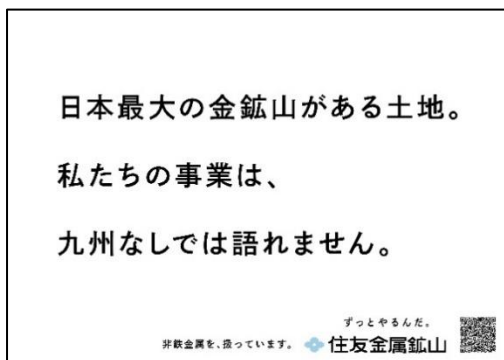 日本最大の金鉱山がある土地。
私たちの事業は、
九州なしでは語れません。
ずっとやるんだ。
非鉄金属を、扱っています。 住友金属鉱山